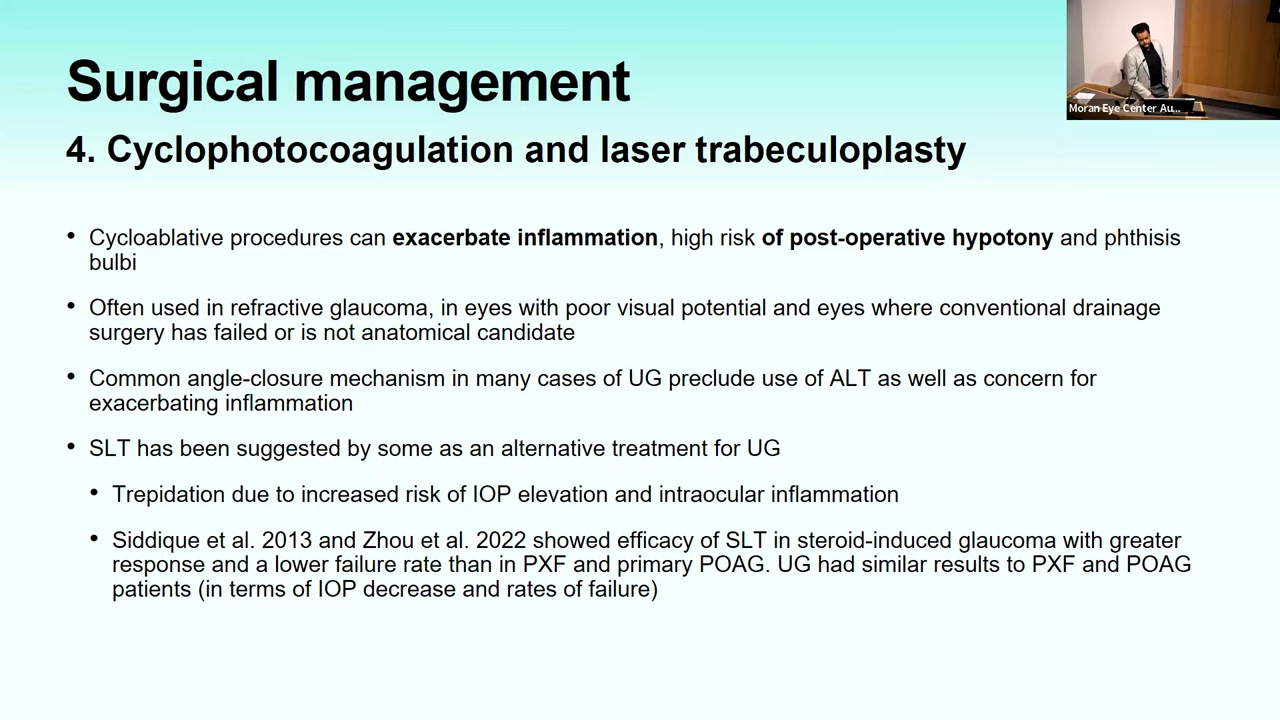 Surgical management
Moran Eye Center Au...
4. Cyclophotocoagulation and laser trabeculoplasty
• Cycloablative procedures can exacerbate inflammation, high risk of post-operative hypotony and phthisis
bulbi
• Often used in refractive glaucoma, in eyes with poor visual potential and eyes where conventional drainage
surgery has failed or is not anatomical candidate
• Common angle-closure mechanism in many cases of UG preclude use of ALT as well as concern for
exacerbating inflammation
• SLT has been suggested by some as an alternative treatment for UG
• Trepidation due to increased risk of IOP elevation and intraocular inflammation
• Siddique et al. 2013 and Zhou et al. 2022 showed efficacy of SLT in steroid-induced glaucoma with greater
response and a lower failure rate than in PXF and primary POAG. UG had similar results to PXF and POAG
patients (in terms of IOP decrease and rates of failure)